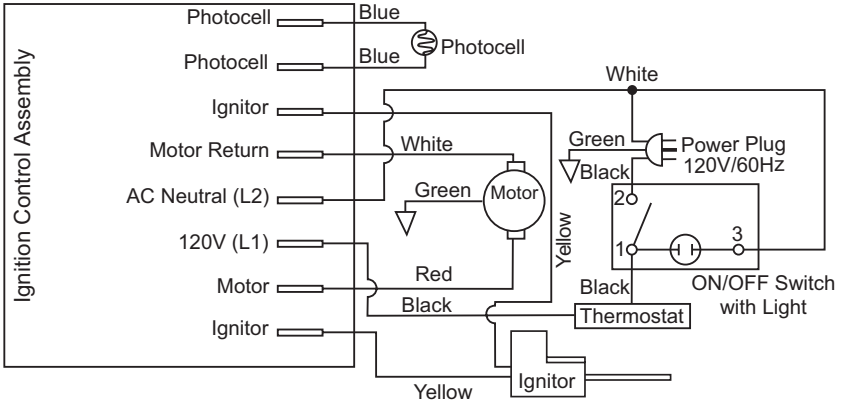 Ignition Control Assembly
Photocell
Blue
Photocell
Photocell
Blue
Ignitor
White
Motor Return
White
Green
Power Plug
120V/60Hz
Black
AC Neutral (L2)
Green
Motor
2
120V (L1)
Yellow
1
3
Motor
Red
Black
ON/OFF Switch
with Light
Black
Thermostat
Ignitor
Yellow
Ignitor